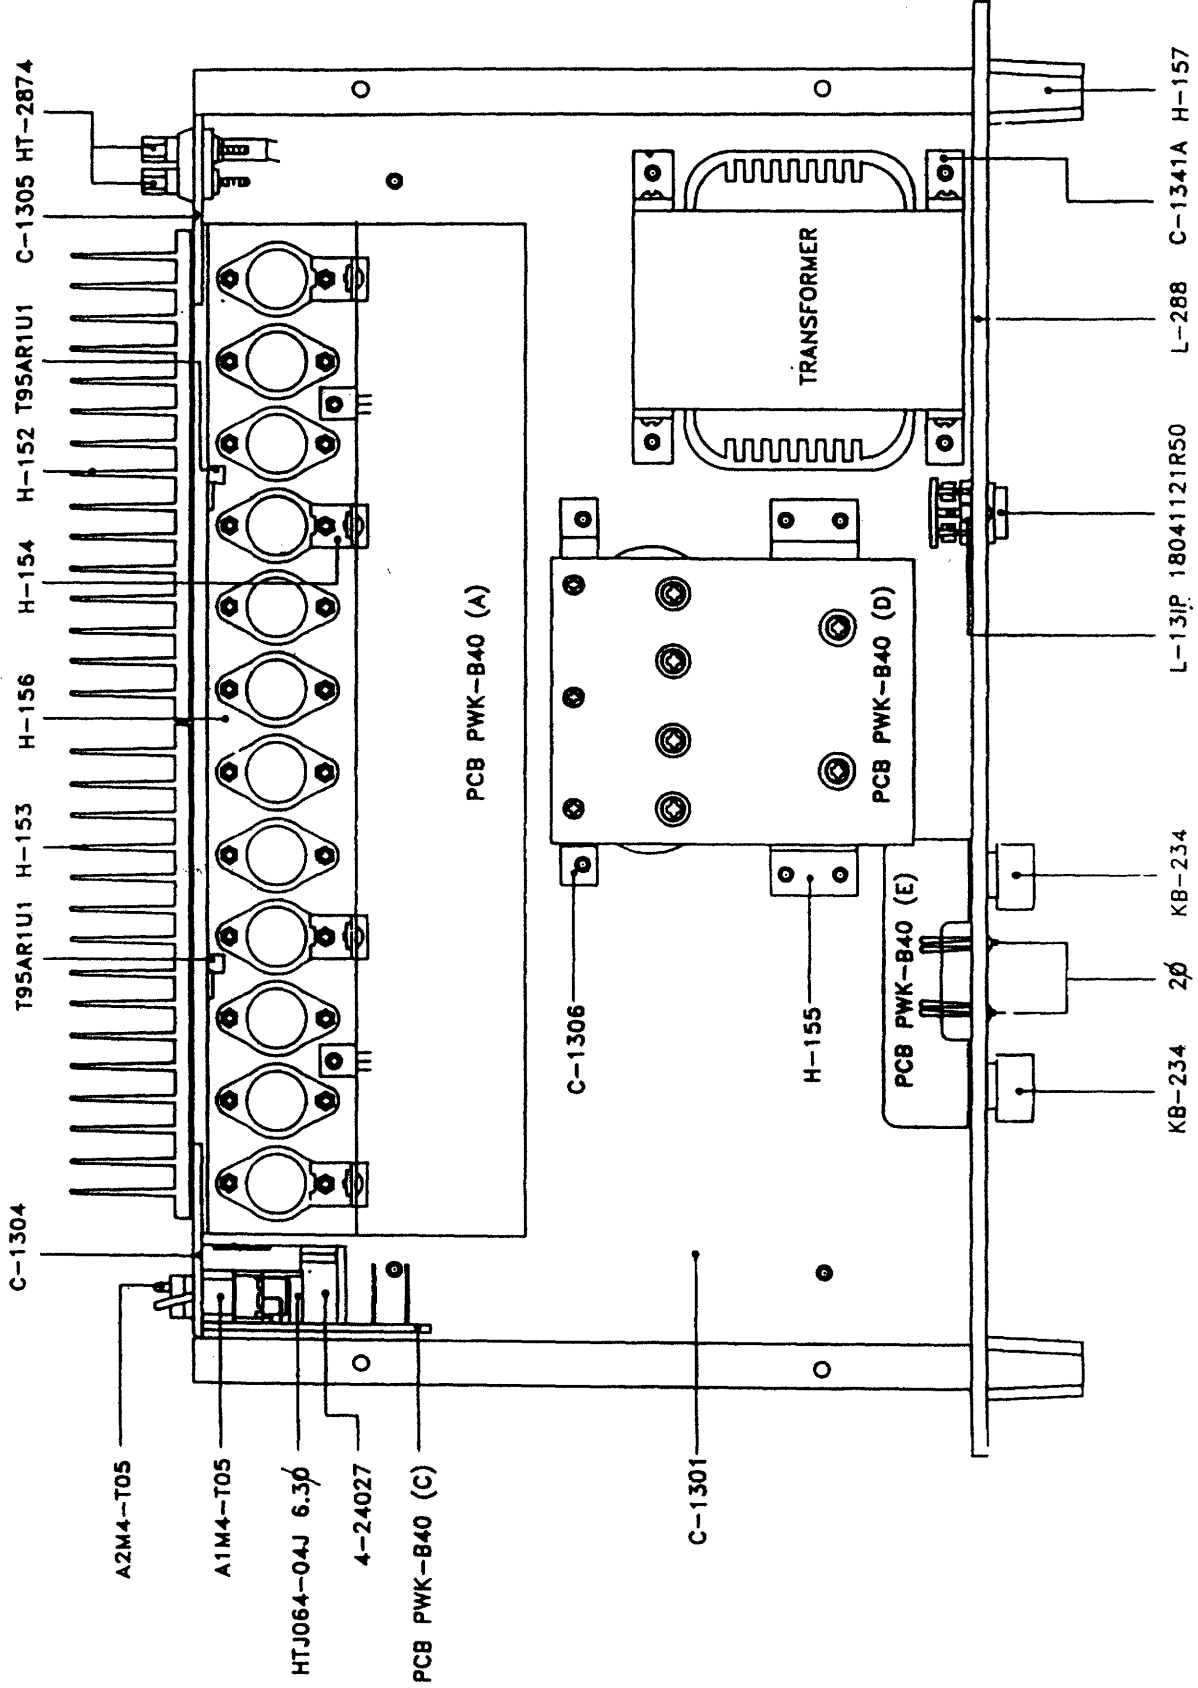 A2M4-T05
A1M4-T05
HTJ064-04J 6.3Ø
4-24027
PCB PWK-B40 (C)
C-1304
T95AR1U1
H-153
H-156
H-154
H-152
T95AR1U1
C-1305
HT-2874
PCB PWK-B40 (A)
C-1306
H-155
PCB PWK-B40 (D)
PCB PWK-B40 (E)
TRANSFORMER
C-1301
KB-234
2Ø
KB-234
L-131P
18041121R50
L-288
C-1341A
H-157